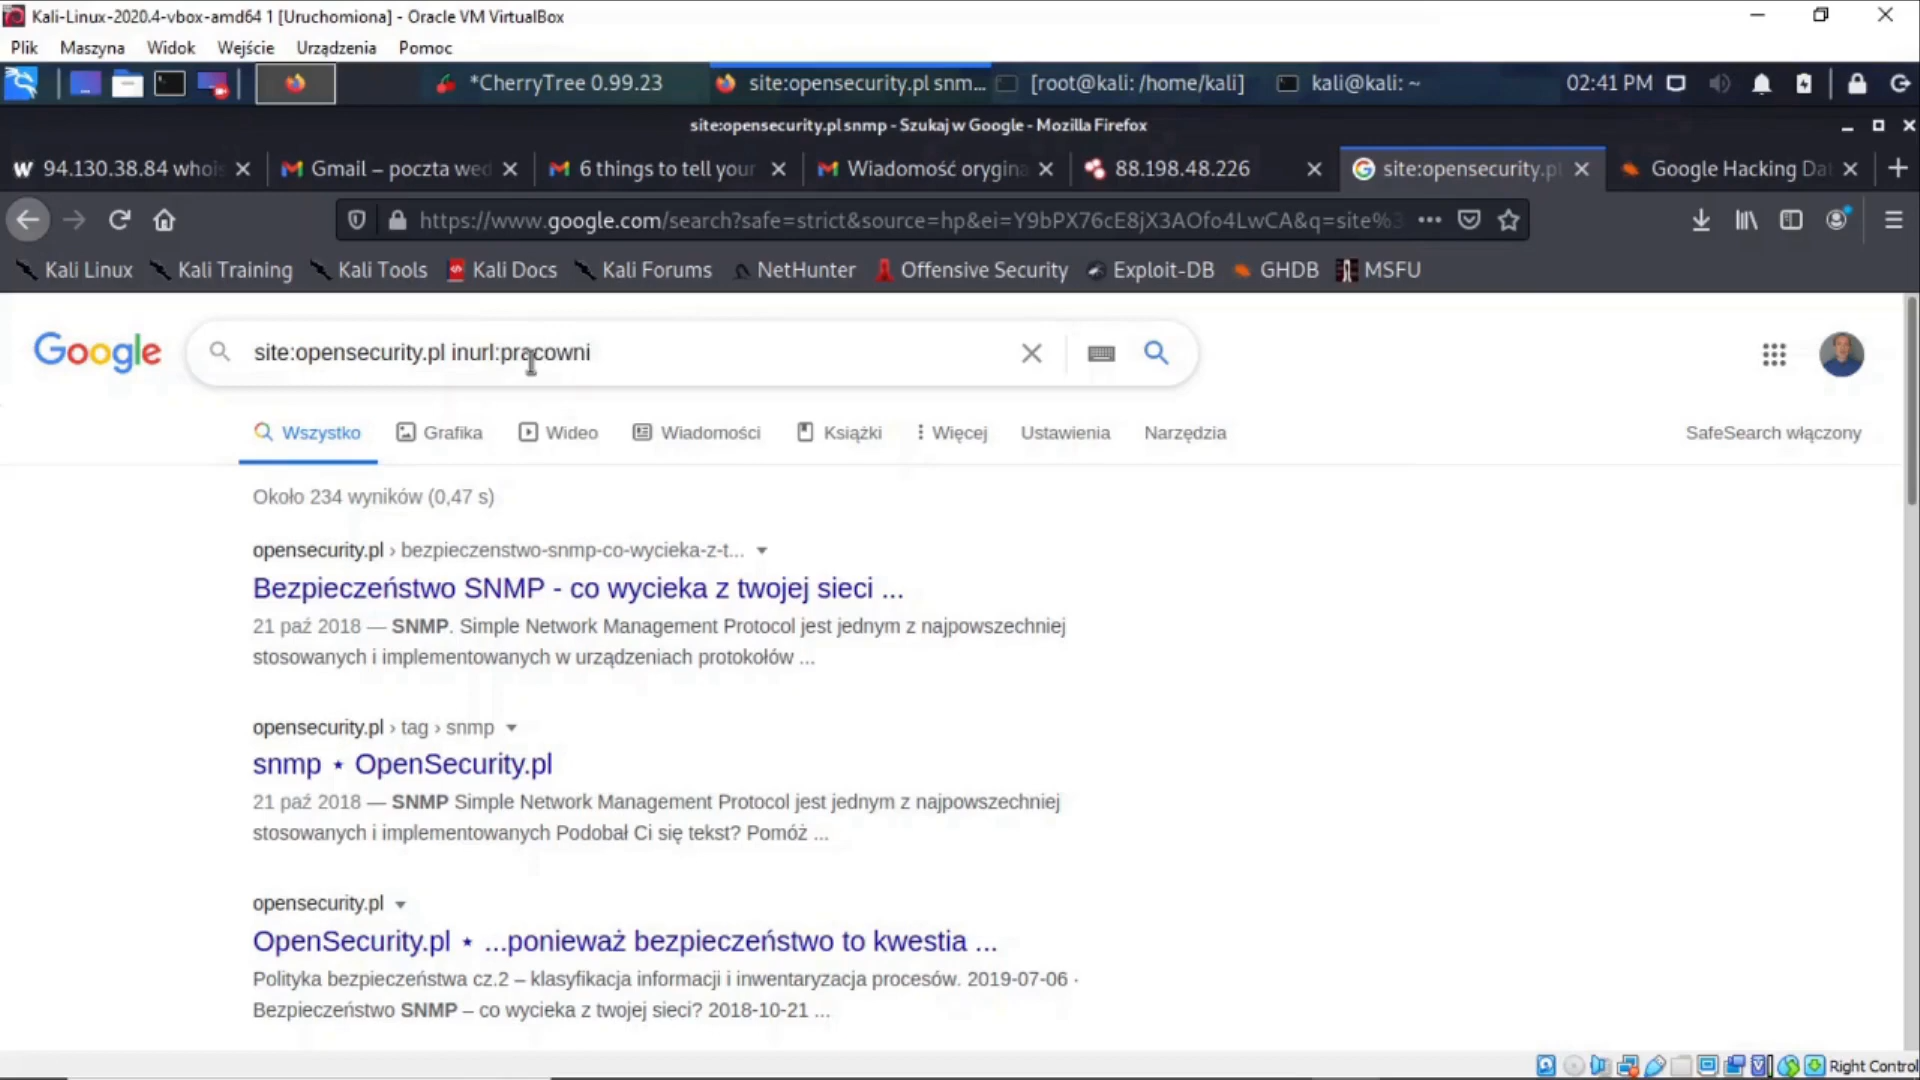 Kali-Linux-2020.4-vbox-amd64 1 [Uruchomiona] - Oracle VM VirtualBox
Plik Maszyna Widok Wejście Urządzenia Pomoc
*CherryTree 0.99.23 site:opensecurity.pl snm... [root@kali: /home/kali] kali@kali: ~ 02:41 PM
site:opensecurity.pl snmp - Szukaj w Google - Mozilla Firefox
94.130.38.84 whois Gmail – poczta wed 6 things to tell your Wiadomość orygina 88.198.48.226 site:opensecurity.pl Google Hacking Dat
https://www.google.com/search?safe=strict&source=hp&ei=Y9bPX76cE8jX3AOfo4LwCA&q=site%3
Kali Linux Kali Training Kali Tools Kali Docs Kali Forums NetHunter Offensive Security Exploit-DB GHDB MSFU
Google site:opensecurity.pl inurl:pracowni
Wszystko Grafika Wideo Wiadomości Książki Więcej Ustawienia Narzędzia SafeSearch włączony
Około 234 wyników (0,47 s)
opensecurity.pl › bezpieczenstwo-snmp-co-wycieka-z-t...
Bezpieczeństwo SNMP - co wycieka z twojej sieci ...
21 paź 2018 — SNMP. Simple Network Management Protocol jest jednym z najpowszechniej
stosowanych i implementowanych w urządzeniach protokołów ...
opensecurity.pl › tag › snmp
snmp ⋆ OpenSecurity.pl
21 paź 2018 — SNMP Simple Network Management Protocol jest jednym z najpowszechniej
stosowanych i implementowanych Podobał Ci się tekst? Pomóż ...
opensecurity.pl
OpenSecurity.pl ⋆ ...ponieważ bezpieczeństwo to kwestia ...
Polityka bezpieczeństwa cz.2 – klasyfikacja informacji i inwentaryzacja procesów. 2019-07-06 ·
Bezpieczeństwo SNMP – co wycieka z twojej sieci? 2018-10-21 ...
Right Control